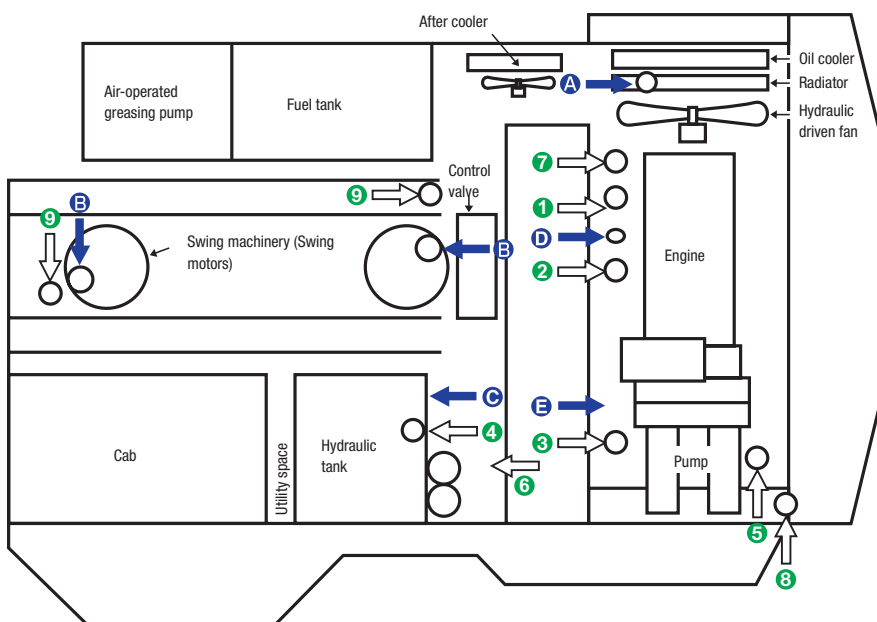 After cooler
Oil cooler
Radiator
Hydraulic
driven fan
A
Air-operated
greasing pump
Fuel tank
7
Control
valve
9
B
9
1
D
Swing machinery (Swing
motors)
B
2
Engine
C
E
4
3
Cab
Utility space
Hydraulic
tank
6
Pump
5
8